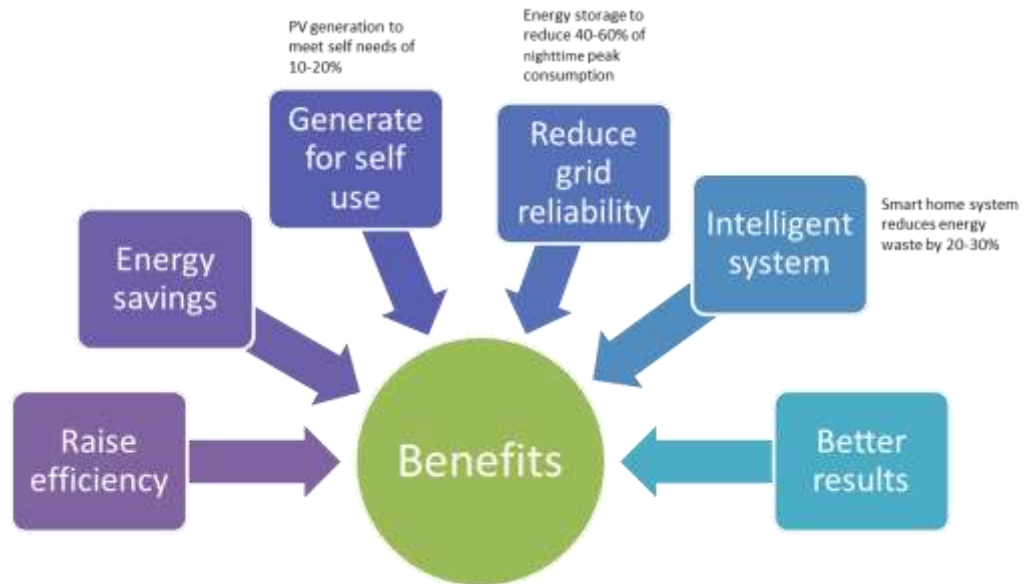 PV generation to
meet self needs of
10-20%
Energy storage to
reduce 40-60% of
nighttime peak
consumption
Generate
for self
use
Reduce
grid
reliability
Intelligent
system
Smart home system
reduces energy
waste by 20-30%
Energy
savings
Raise
efficiency
Benefits
Better
results